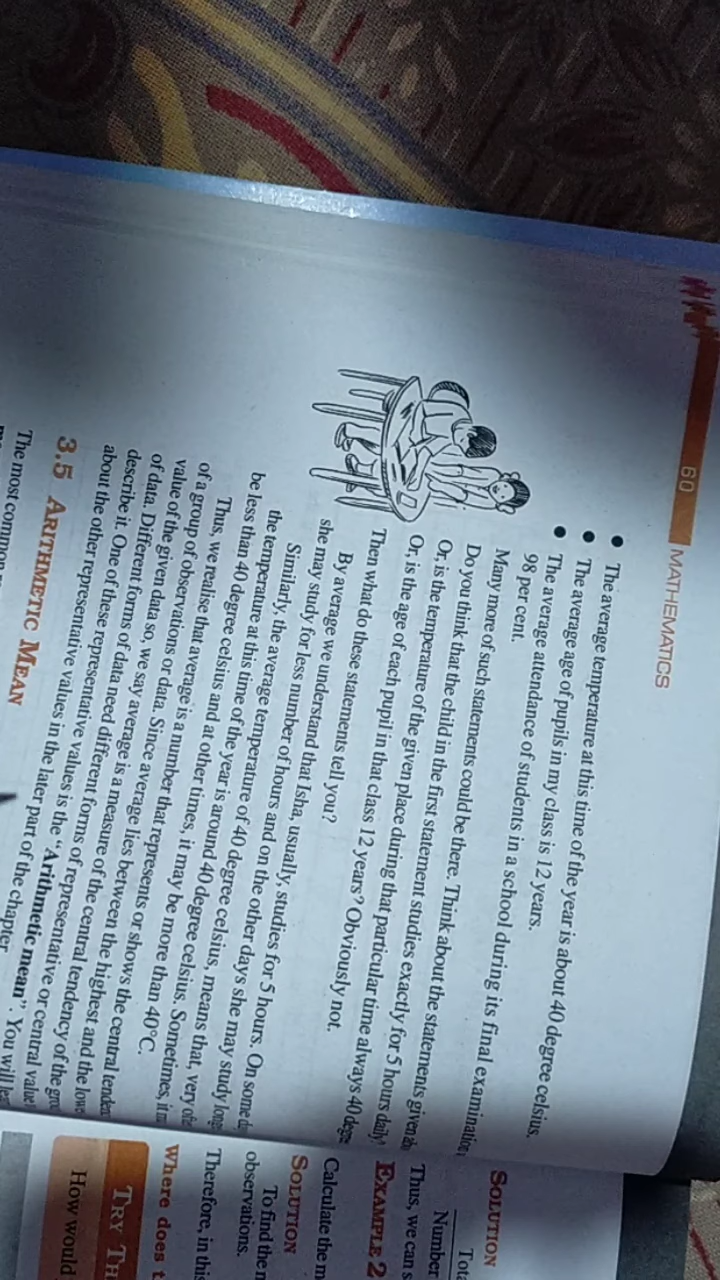 60 MATHEMATICS
The average temperature at this time of the year is about 40 degree celsius.
The average age of pupils in my class is 12 years.
The average attendance of students in a school during its final examination
98 per cent.
Many more of such statements could be there. Think about the statements given
Do you think that the child in the first statement studies exactly for 5 hours daily?
Or, is the temperature of the given place during that particular time always 40
Or, is the age of each pupil in that class 12 years? Obviously not.
Then what do these statements tell you?
By average we understand that Isha, usually, studies for 5 hours. On some
she may study for less number of hours and on the other days she may study
Similarly, the average temperature of 40 degree celsius, means that, very
the temperature at this time of the year is around 40 degree celsius. Sometimes, it
be less than 40 degree celsius and at other times, it may be more than 40°C.
Thus, we realise that average is a number that represents or shows the central
of a group of observations or data. Since average lies between the highest and the
value of the given data so, we say average is a measure of the central tendency of the
of data. Different forms of data need different forms of representative or central value
describe it. One of these representative values is the "Arithmetic mean". You will
about the other representative values in the later part of the chapter
3.5 ARITHMETIC MEAN
The most common
SOLUTION
Number
Thus, we can
EXAMPLE 2
Calculate the
SOLUTION
To find the
observations.
Therefore, in this
Where does
TRY
How would